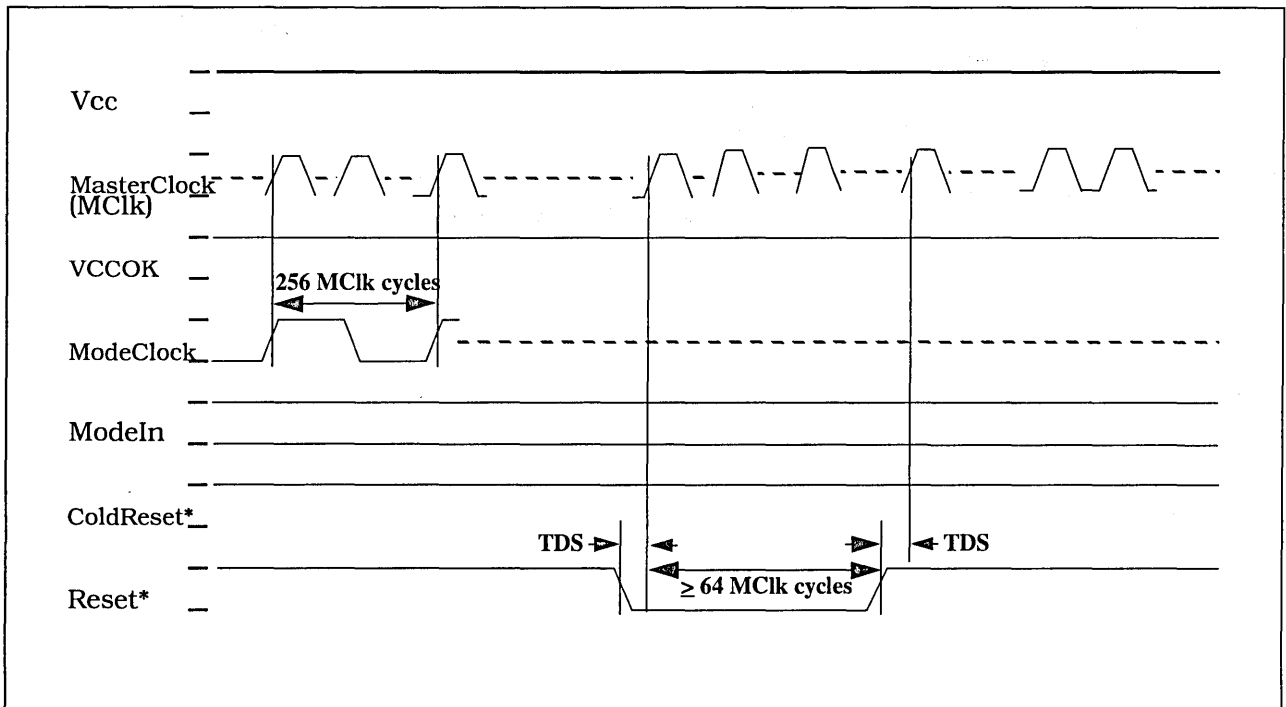 Vcc
MasterClock
(MClk)
VCCOK
256 MClk cycles
ModeClock
ModeIn
ColdReset*
TDS
TDS
≥ 64 MClk cycles
Reset*